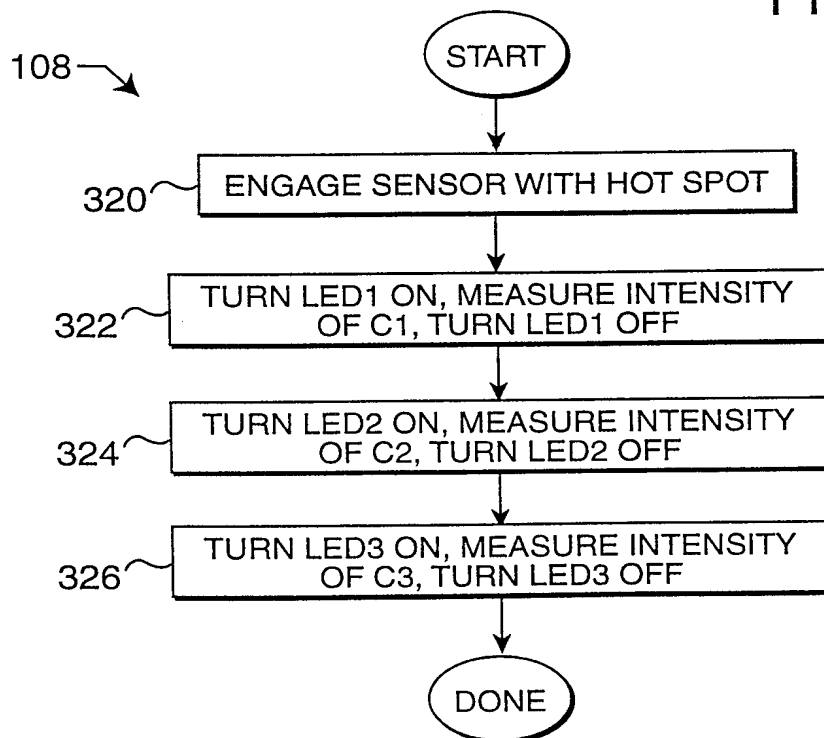 START
108
320
ENGAGE SENSOR WITH HOT SPOT
322
TURN LED1 ON, MEASURE INTENSITY
OF C1, TURN LED1 OFF
324
TURN LED2 ON, MEASURE INTENSITY
OF C2, TURN LED2 OFF
326
TURN LED3 ON, MEASURE INTENSITY
OF C3, TURN LED3 OFF
DONE